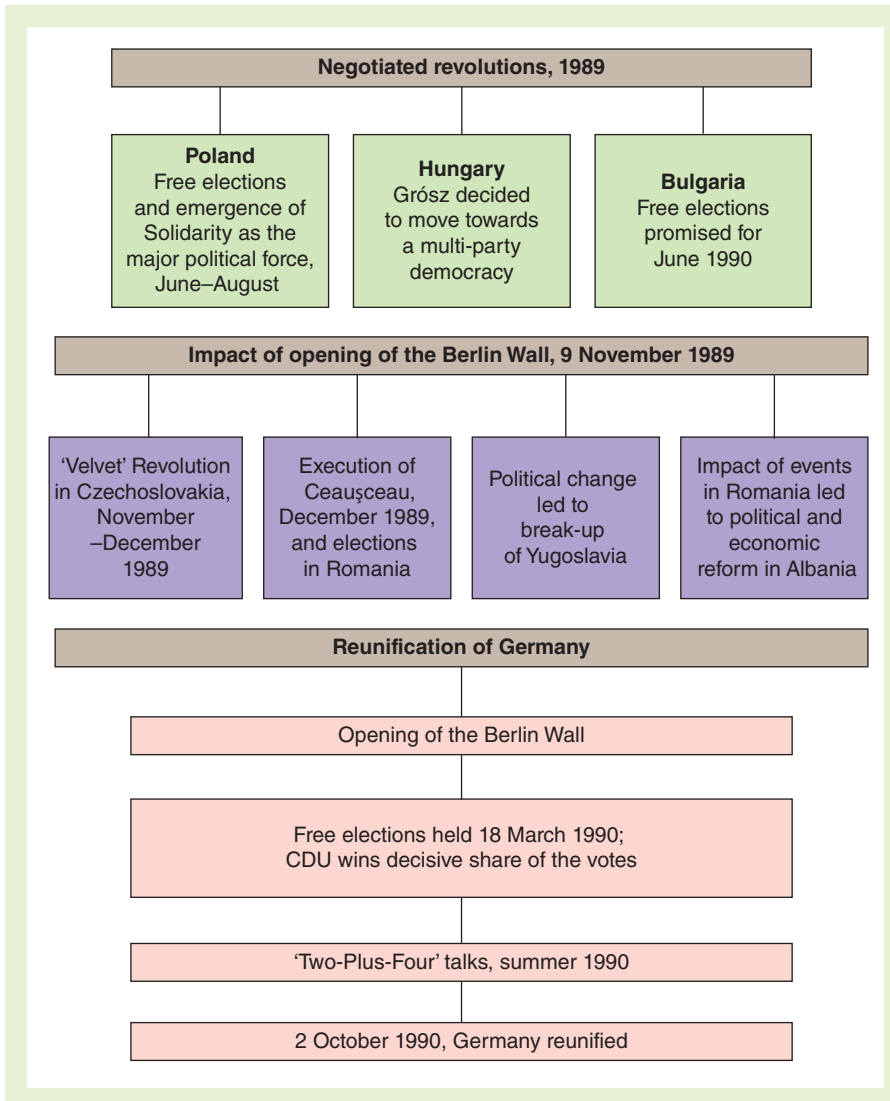 Negotiated revolutions, 1989
Poland
Free elections
and emergence of
Solidarity as the
major political force,
June–August
Hungary
Grósz decided
to move towards
a multi-party
democracy
Bulgaria
Free elections
promised for
June 1990
Impact of opening of the Berlin Wall, 9 November 1989
‘Velvet’ Revolution
in Czechoslovakia,
November
–December
1989
Execution of
Ceauşceau,
December 1989,
and elections
in Romania
Political change
led to
break-up
of Yugoslavia
Impact of events
in Romania led
to political and
economic
reform in Albania
Reunification of Germany
Opening of the Berlin Wall
Free elections held 18 March 1990;
CDU wins decisive share of the votes
‘Two-Plus-Four’ talks, summer 1990
2 October 1990, Germany reunified